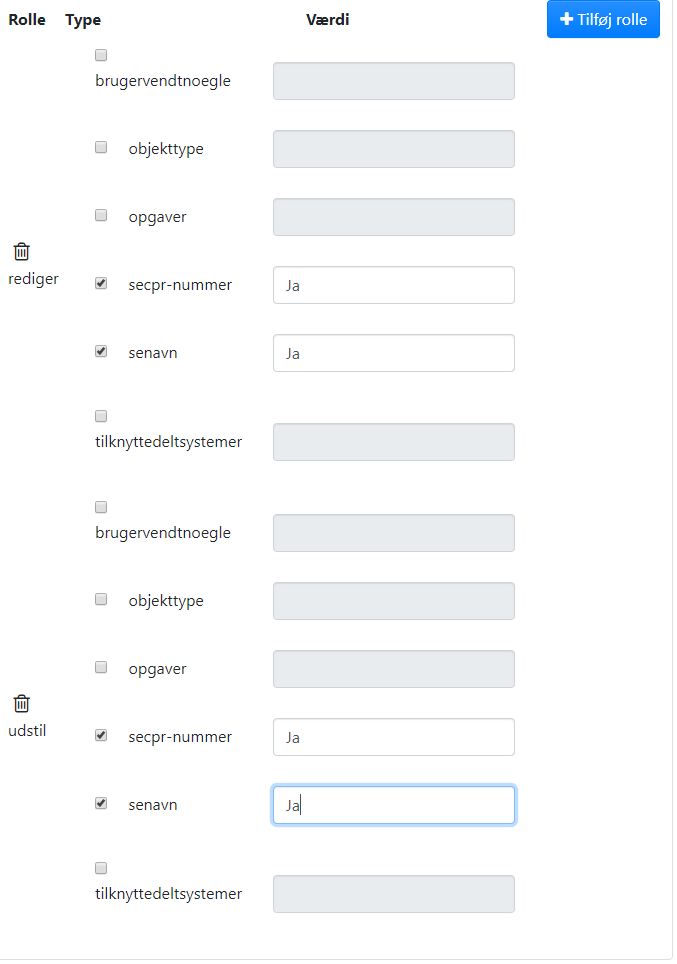 Rolle Type Værdi Tilføj rolle
brugervendtnoegle
objekttype
opgaver
rediger
secpr-nummer Ja
senavn Ja
tilknyttedeltsystemer
brugervendtnoegle
objekttype
opgaver
udstil
secpr-nummer Ja
senavn Ja
tilknyttedeltsystemer